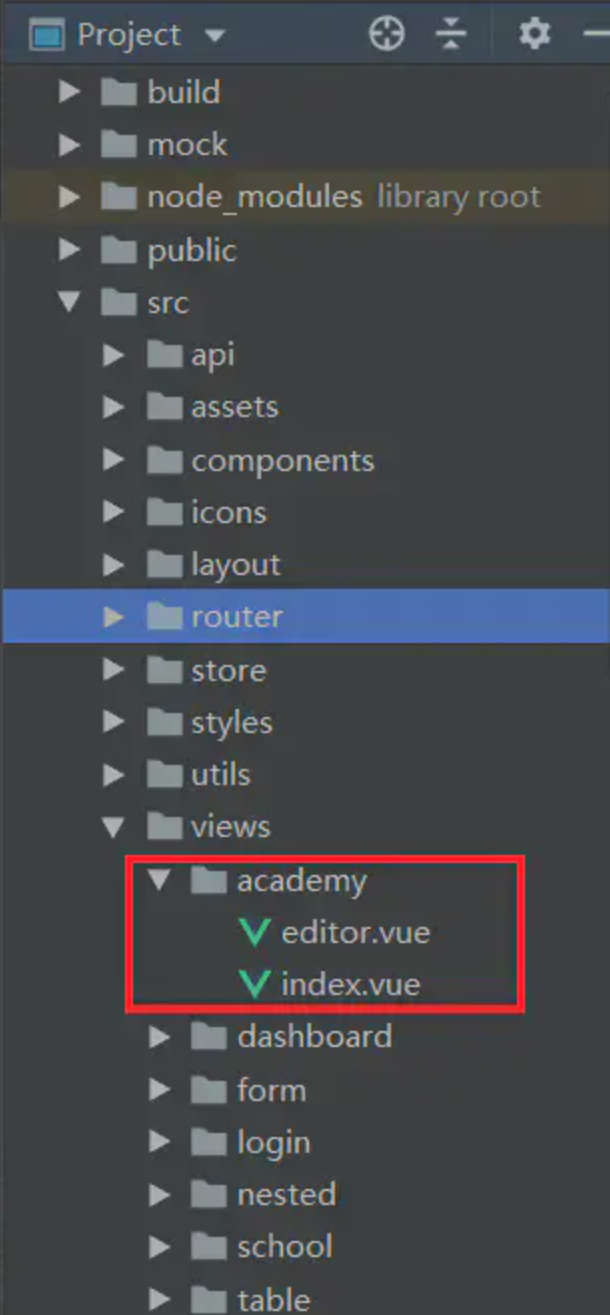 Project
build
mock
node_modules library root
public
src
api
assets
components
icons
layout
router
store
styles
utils
views
academy
editor.vue
index.vue
dashboard
form
login
nested
school
table